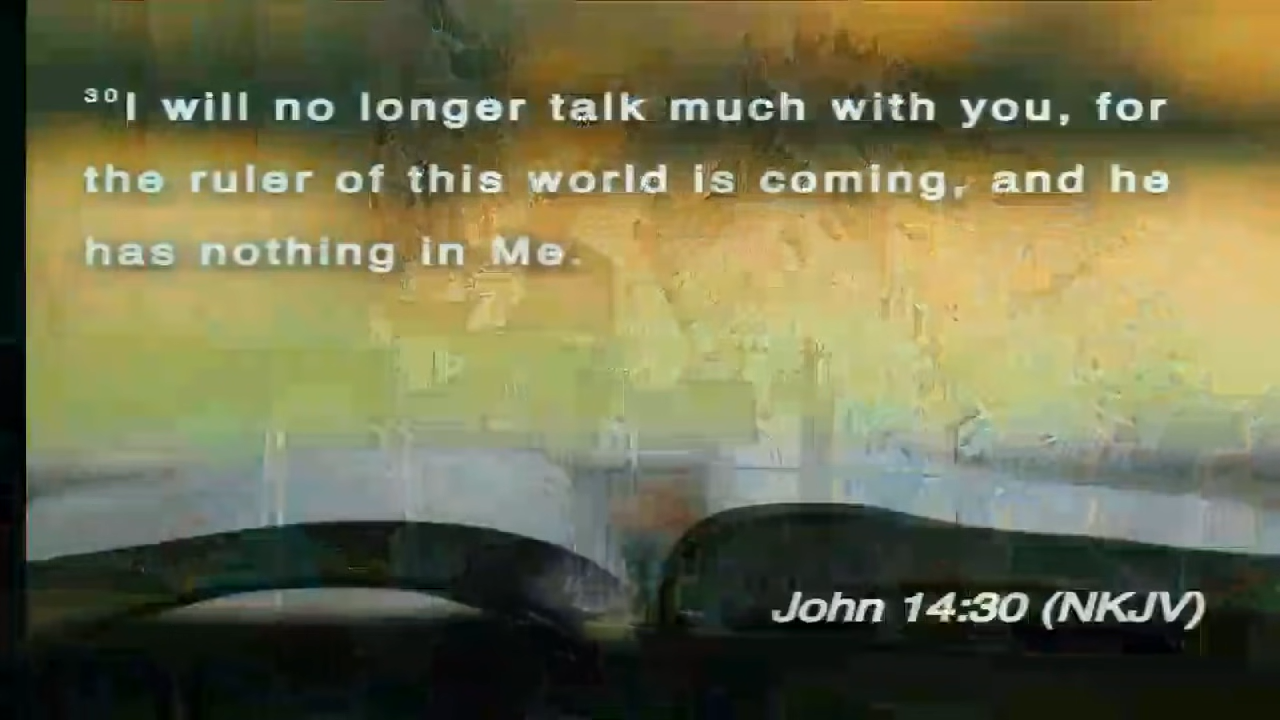 ³⁰I will no longer talk much with you, for
the ruler of this world is coming, and he
has nothing in Me.
John 14:30 (NKJV)